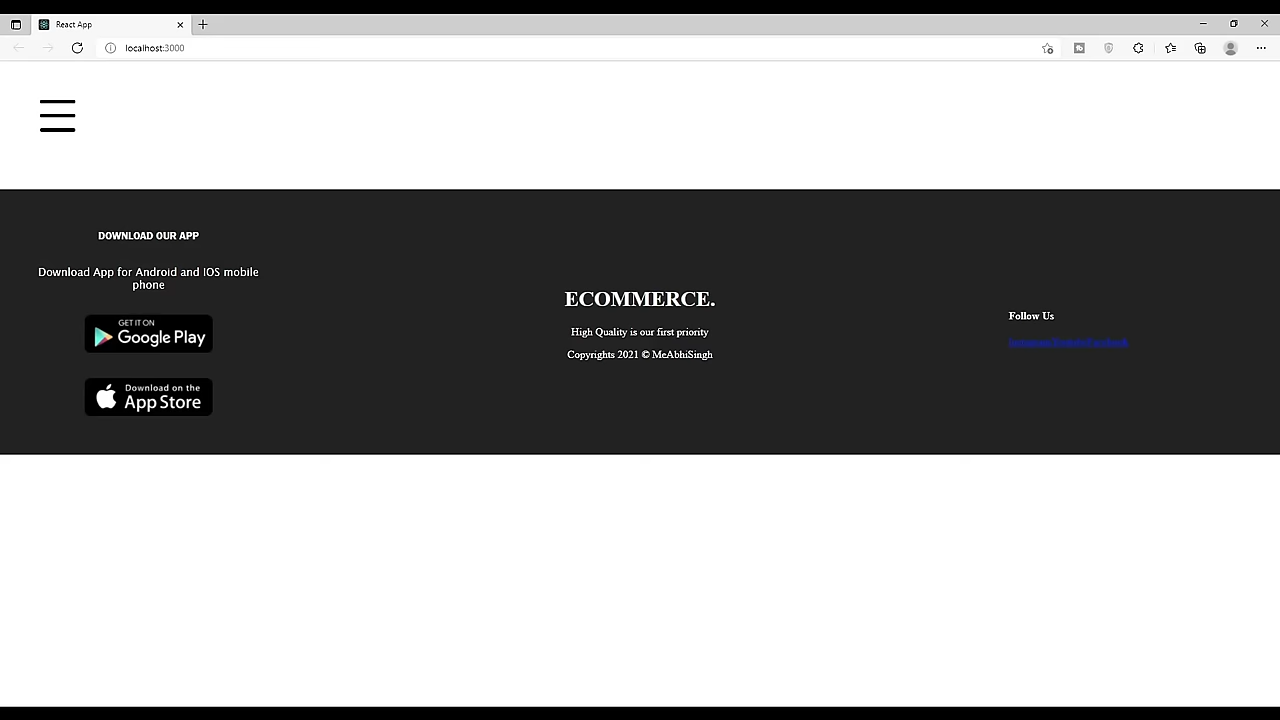 React App
localhost:3000
DOWNLOAD OUR APP
Download App for Android and IOS mobile
phone
GET IT ON
Google Play
Download on the
App Store
ECOMMERCE.
High Quality is our first priority
Copyrights 2021 © MeAbhiSingh
Follow Us